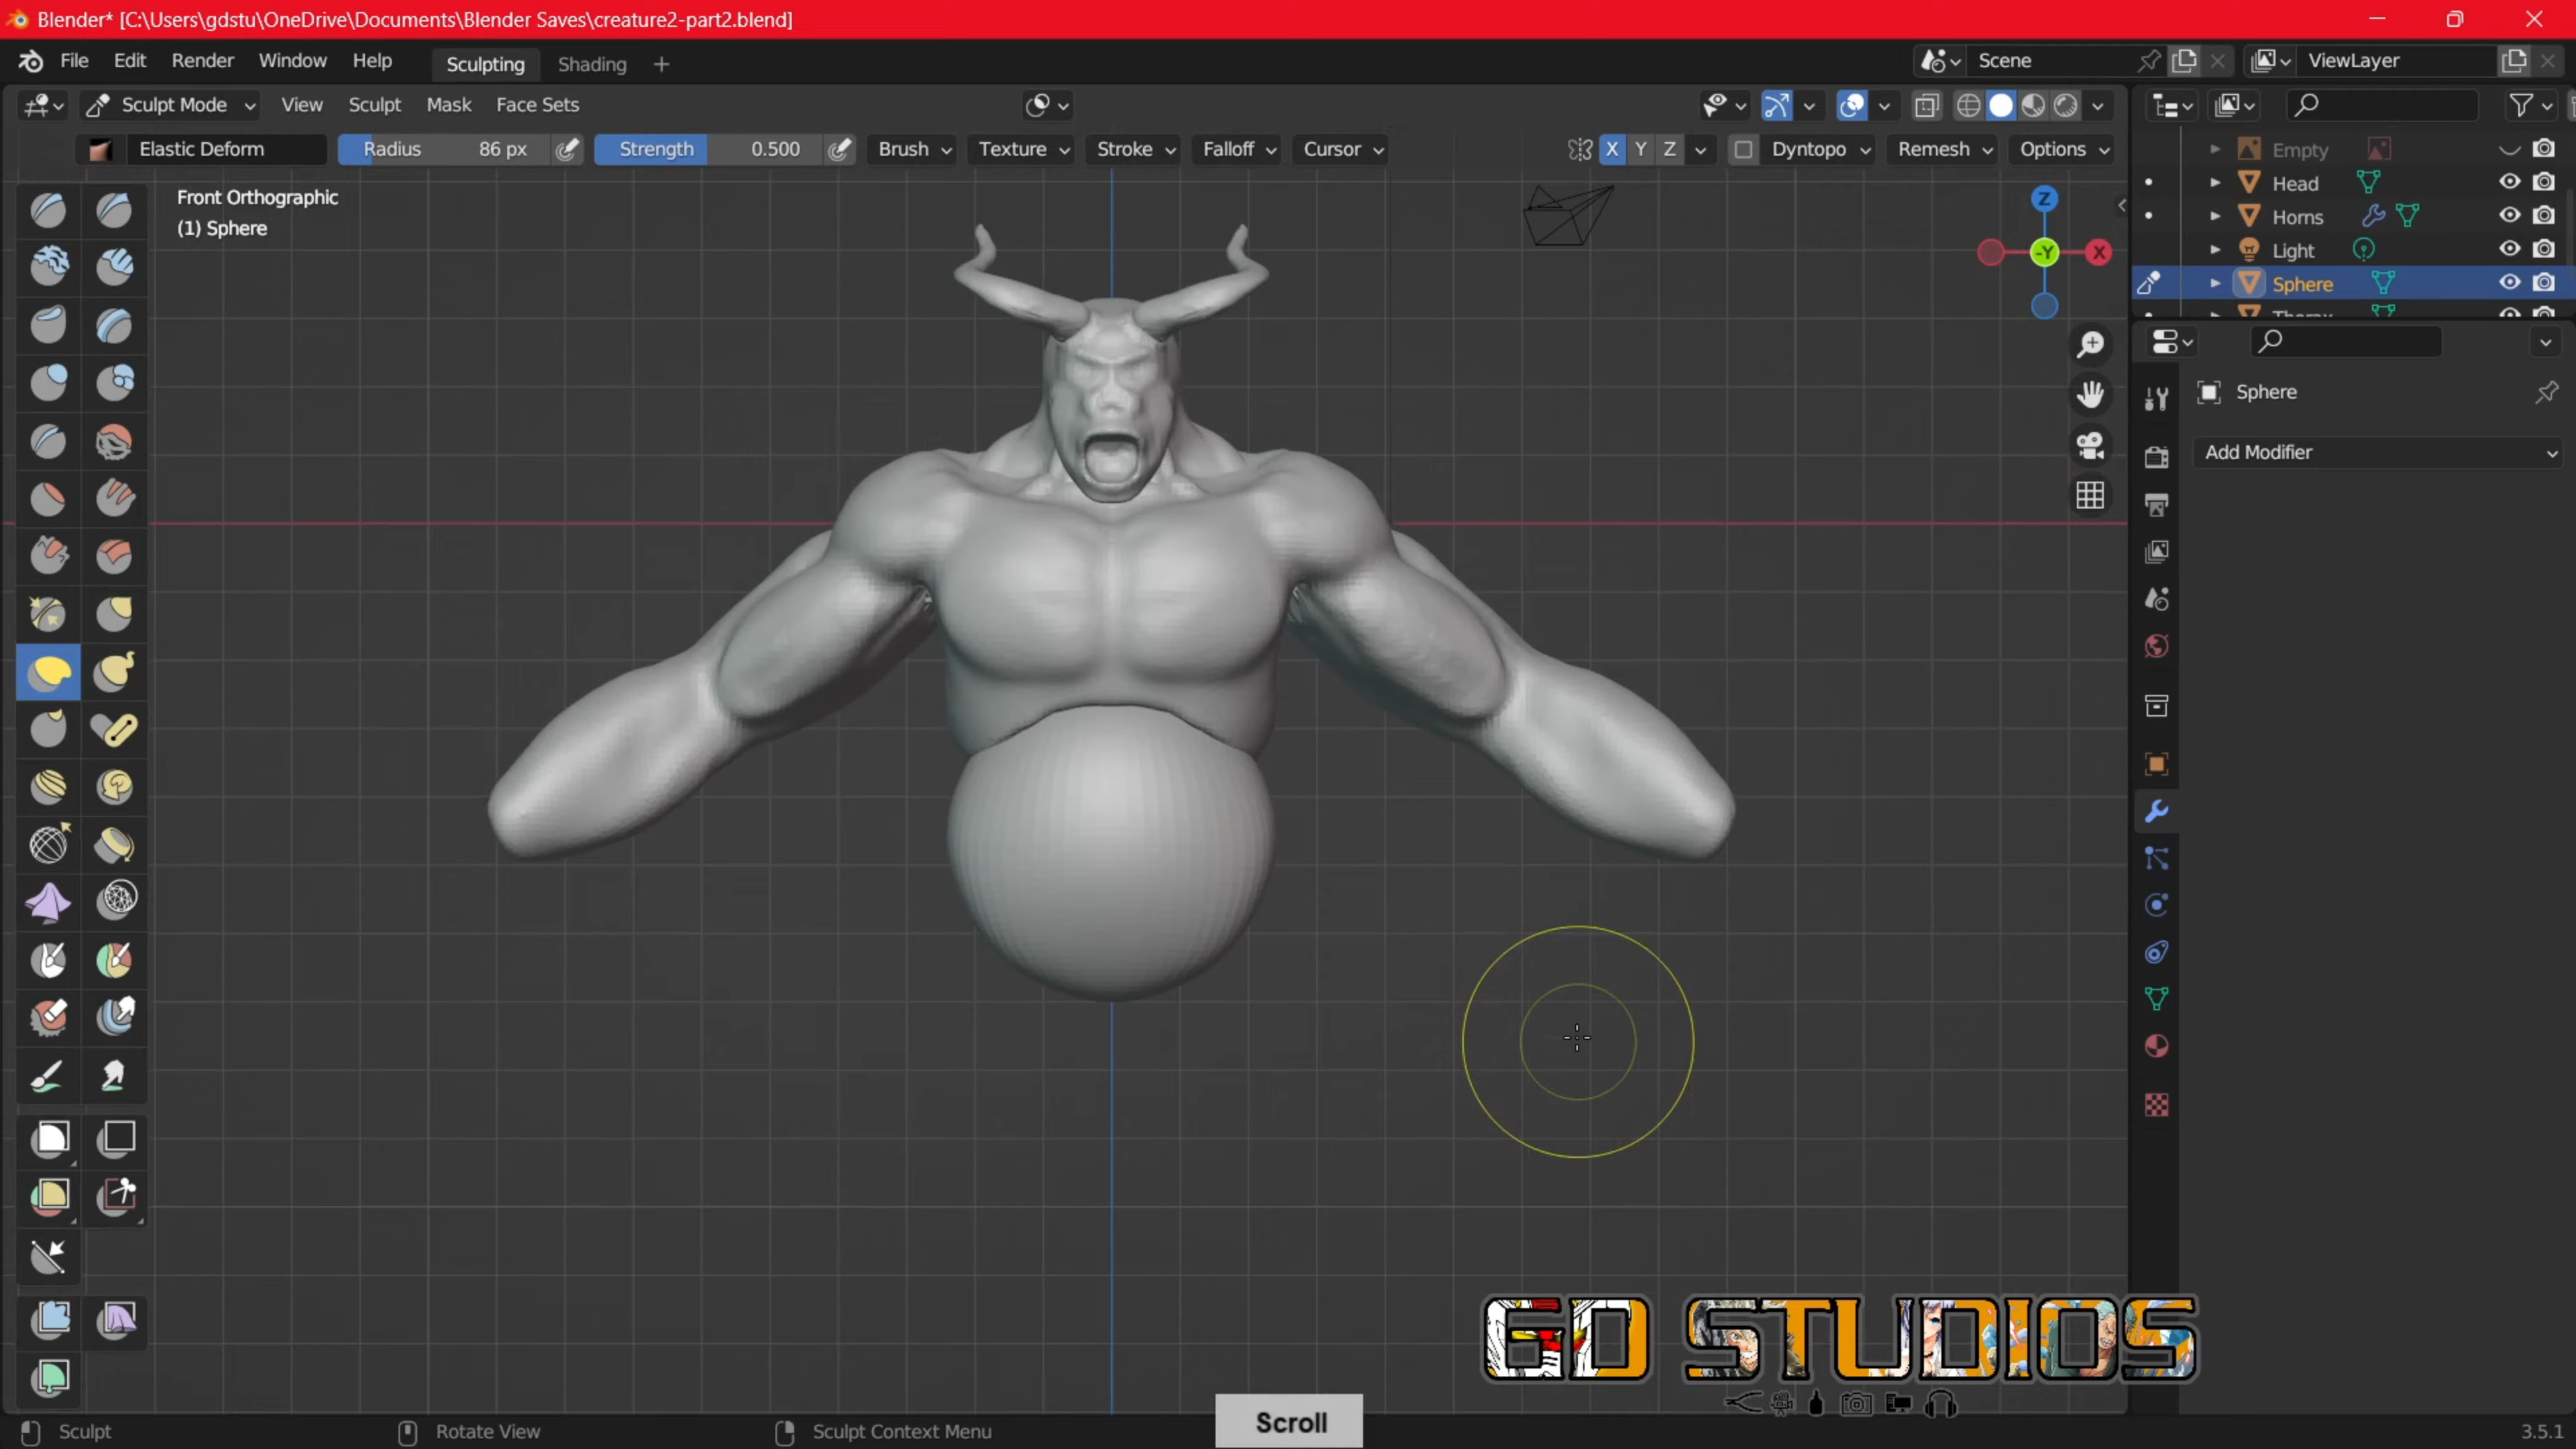 Blender* [C:\Users\gdstu\OneDrive\Documents\Blender Saves\creature2-part2.blend]
File Edit Render Window Help Sculpting Shading + Scene ViewLayer
Sculpt Mode View Sculpt Mask Face Sets
Elastic Deform Radius 86 px Strength 0.500 Brush Texture Stroke Falloff Cursor X Y Z Dyntopo Remesh Options
Front Orthographic
(1) Sphere
Z
-Y
X
Empty
Head
Horns
Light
Sphere
Thorax
Sphere
Add Modifier
GD STUDIOS
Scroll
Sculpt Rotate View Sculpt Context Menu 3.5.1